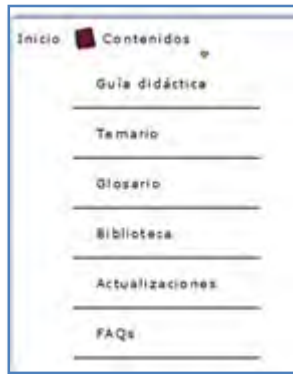 Inicio Contenidos
Guía didáctica
Temario
Glosario
Biblioteca
Actualizaciones
FAQs